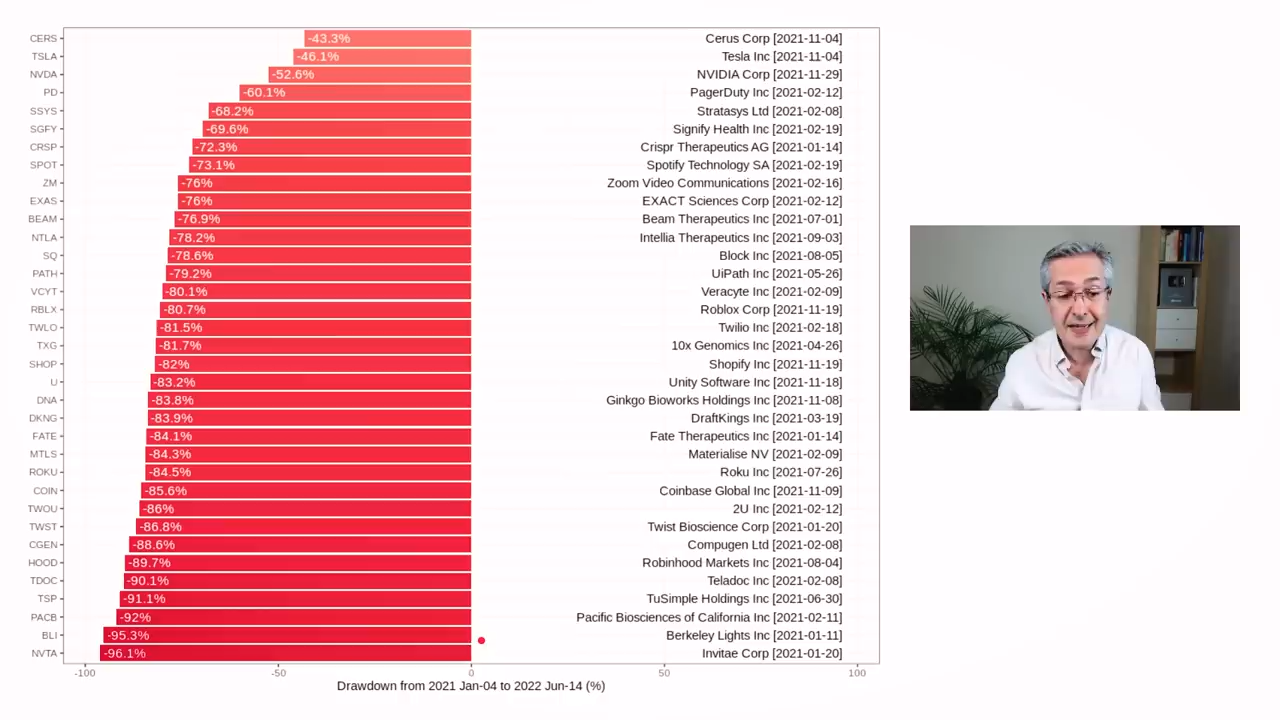 CERS -43.3% Cerus Corp [2021-11-04]
TSLA -46.1% Tesla Inc [2021-11-04]
NVDA -52.6% NVIDIA Corp [2021-11-29]
PD -60.1% PagerDuty Inc [2021-02-12]
SSYS -68.2% Stratasys Ltd [2021-02-08]
SGFY -69.6% Signify Health Inc [2021-02-19]
CRSP -72.3% Crispr Therapeutics AG [2021-01-14]
SPOT -73.1% Spotify Technology SA [2021-02-19]
ZM -76% Zoom Video Communications [2021-02-16]
EXAS -76% EXACT Sciences Corp [2021-02-12]
BEAM -76.9% Beam Therapeutics Inc [2021-07-01]
NTLA -78.2% Intellia Therapeutics Inc [2021-09-03]
SQ -78.6% Block Inc [2021-08-05]
PATH -79.2% UiPath Inc [2021-05-26]
VCYT -80.1% Veracyte Inc [2021-02-09]
RBLX -80.7% Roblox Corp [2021-11-19]
TWLO -81.5% Twilio Inc [2021-02-18]
TXG -81.7% 10x Genomics Inc [2021-04-26]
SHOP -82% Shopify Inc [2021-11-19]
U -83.2% Unity Software Inc [2021-11-18]
DNA -83.8% Ginkgo Bioworks Holdings Inc [2021-11-08]
DKNG -83.9% DraftKings Inc [2021-03-19]
FATE -84.1% Fate Therapeutics Inc [2021-01-14]
MTLS -84.3% Materialise NV [2021-02-09]
ROKU -84.5% Roku Inc [2021-07-26]
COIN -85.6% Coinbase Global Inc [2021-11-09]
TWOU -86% 2U Inc [2021-02-12]
TWST -86.8% Twist Bioscience Corp [2021-01-20]
CGEN -88.6% Compugen Ltd [2021-02-08]
HOOD -89.7% Robinhood Markets Inc [2021-08-04]
TDOC -90.1% Teladoc Inc [2021-02-08]
TSP -91.1% TuSimple Holdings Inc [2021-06-30]
PACB -92% Pacific Biosciences of California Inc [2021-02-11]
BLI -95.3% Berkeley Lights Inc [2021-01-11]
NVTA -96.1% Invitae Corp [2021-01-20]
-100 -50 0 50 100
Drawdown from 2021 Jan-04 to 2022 Jun-14 (%)